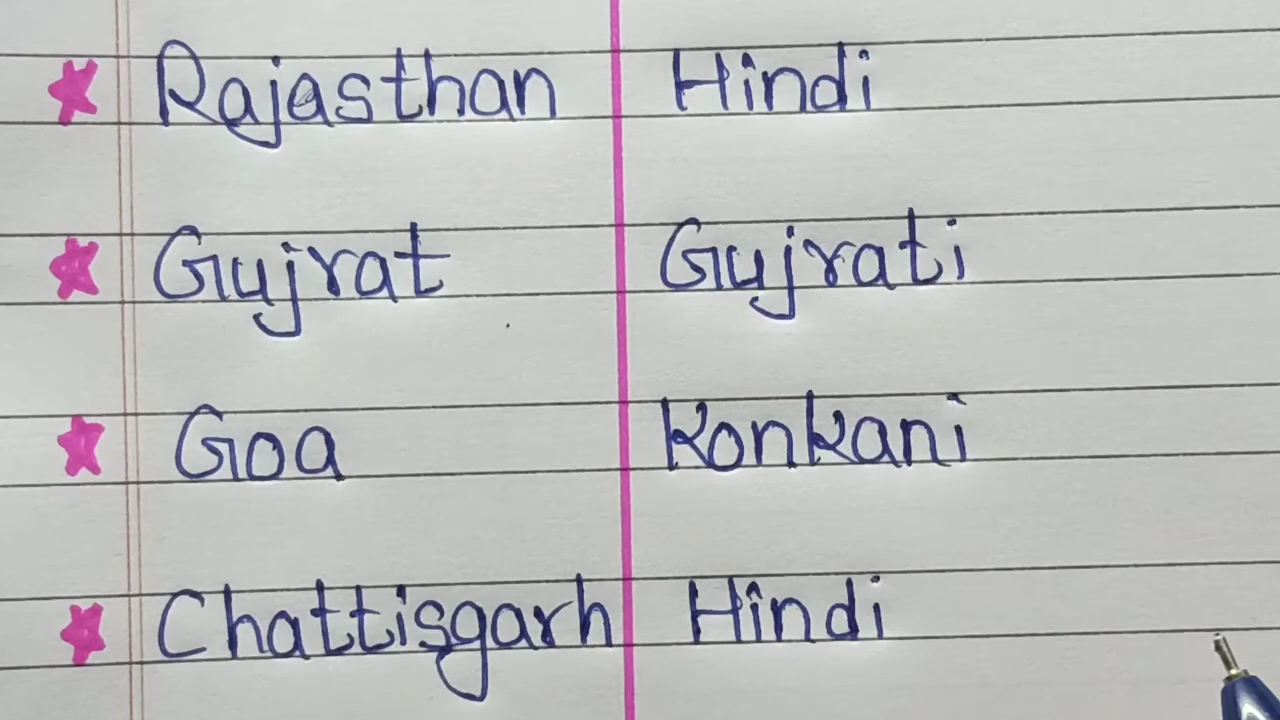 Rajasthan Hindi
Gujrat Gujrati
Goa Konkani
Chattisgarh Hindi